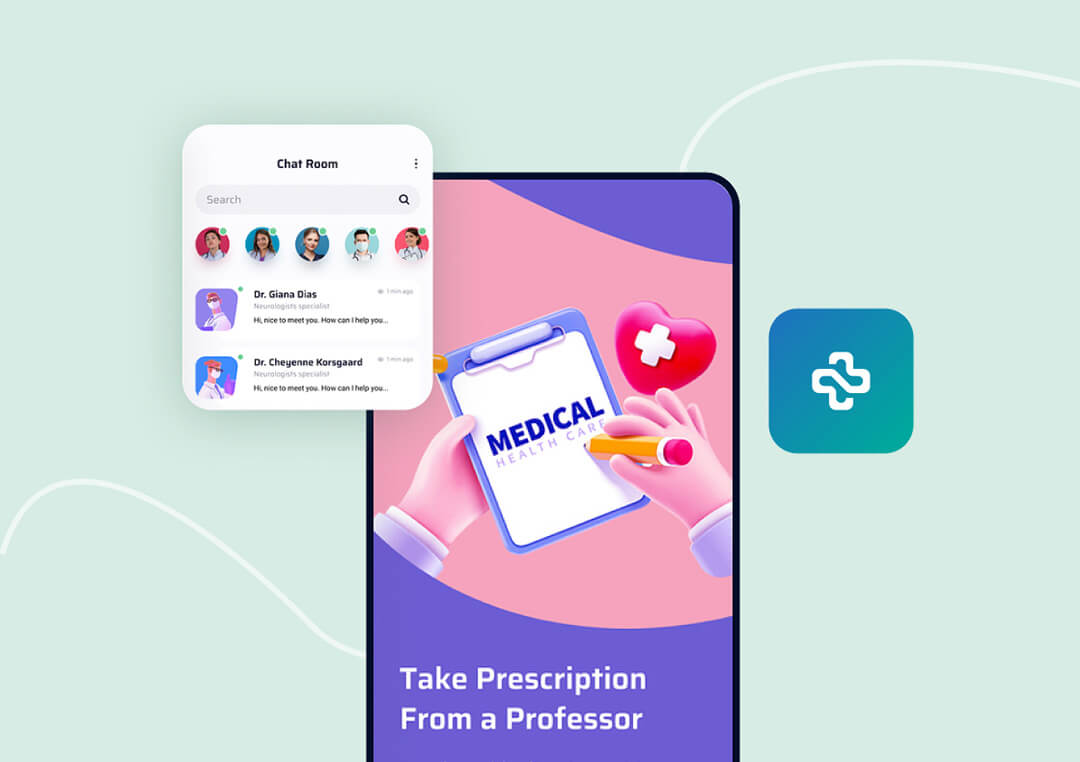 Chat Room
Search
Dr. Giana Dias
1 min ago
Neurologists specialist
Hi, nice to meet you. How can I help you...
Dr. Cheyenne Korsgaard
1 min ago
Neurologists specialist
Hi, nice to meet you. How can I help you...
MEDICAL
HEALTH CARE
Take Prescription
From a Professor